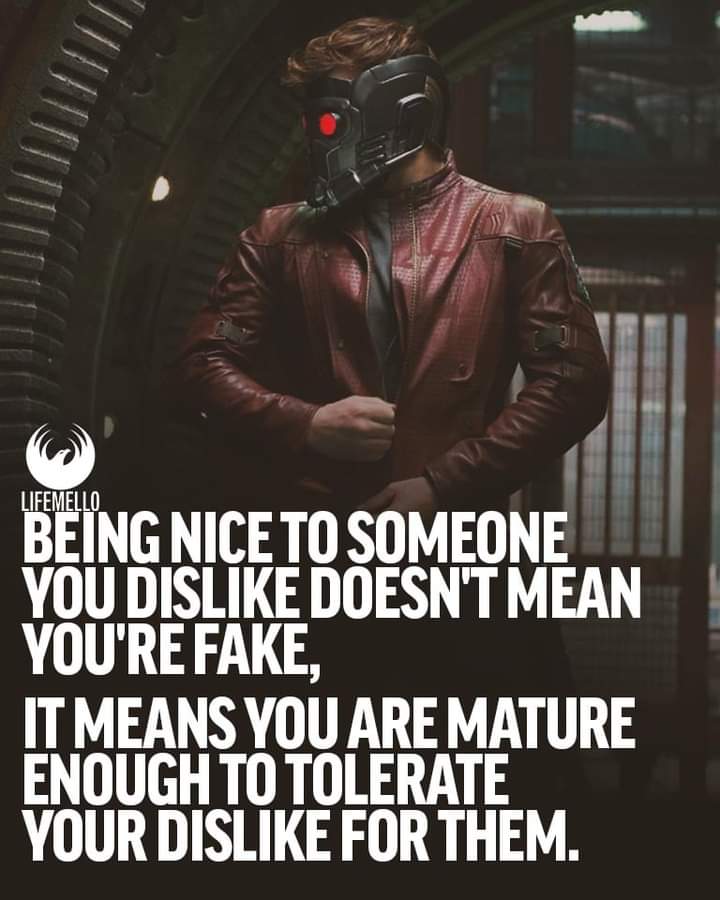 LIFEMELLO
BEING NICE TO SOMEONE
YOU DISLIKE DOESN'T MEAN
YOU'RE FAKE,
IT MEANS YOU ARE MATURE
ENOUGH TO TOLERATE
YOUR DISLIKE FOR THEM.